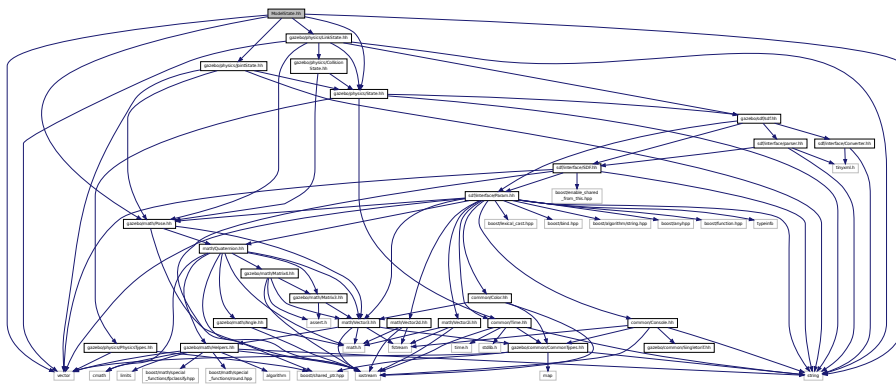 ModelState.hh
gazebo/physics/LinkState.hh
gazebo/physics/JointState.hh
gazebo/physics/Collision
State.hh
gazebo/physics/State.hh
gazebo/sdf/sdf.hh
sdf/interface/parser.hh
sdf/interface/Converter.hh
sdf/interface/SDF.hh
tinyxml.h
boost/enable_shared
_from_this.hpp
sdf/interface/Param.hh
gazebo/math/Pose.hh
boost/lexical_cast.hpp
boost/bind.hpp
boost/algorithm/string.hpp
boost/any.hpp
boost/function.hpp
typeinfo
math/Quaternion.hh
gazebo/math/Matrix4.hh
gazebo/math/Matrix3.hh
common/Color.hh
gazebo/math/Angle.hh
assert.h
math/Vector3.hh
math/Vector2d.hh
math/Vector2i.hh
common/Time.hh
common/Console.hh
gazebo/physics/PhysicsTypes.hh
gazebo/math/Helpers.hh
math.h
fstream
time.h
stdlib.h
gazebo/common/CommonTypes.hh
gazebo/common/SingletonT.hh
vector
cmath
limits
boost/math/special
_functions/fpclassify.hpp
boost/math/special
_functions/round.hpp
algorithm
boost/shared_ptr.hpp
iostream
map
string